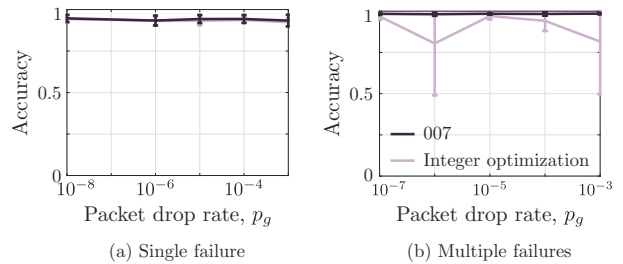 1
0.5
0
10⁻⁸
10⁻⁶
10⁻⁴
Accuracy
Packet drop rate, p_g
(a) Single failure
1
0.5
0
10⁻⁷
10⁻⁵
10⁻³
Accuracy
007
Integer optimization
Packet drop rate, p_g
(b) Multiple failures